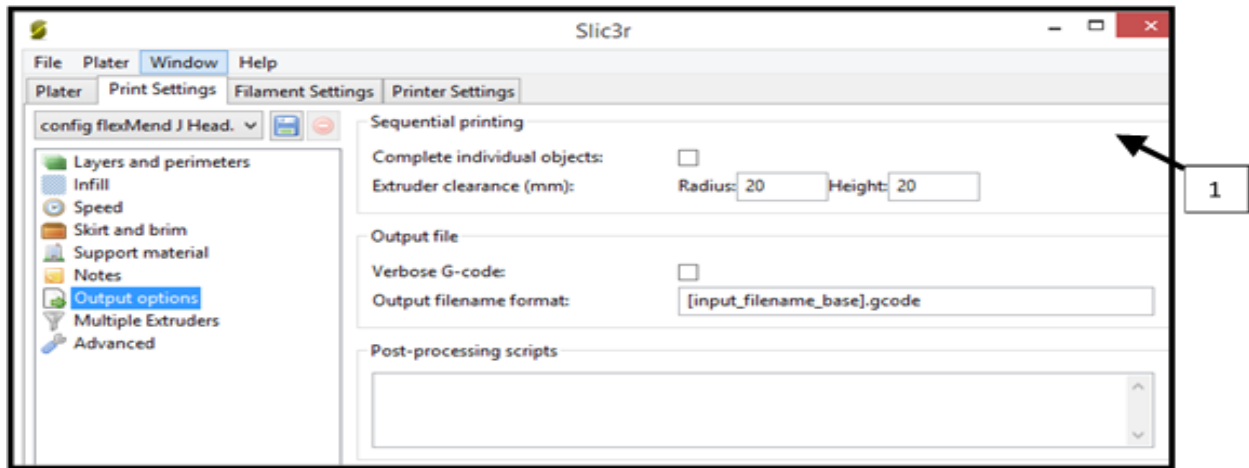 Slic3r
File Plater Window Help
Plater Print Settings Filament Settings Printer Settings
config flexMend J Head.
Layers and perimeters
Infill
Speed
Skirt and brim
Support material
Notes
Output options
Multiple Extruders
Advanced
Sequential printing
Complete individual objects:
Extruder clearance (mm): Radius: 20 Height: 20
Output file
Verbose G-code:
Output filename format: [input_filename_base].gcode
Post-processing scripts
1